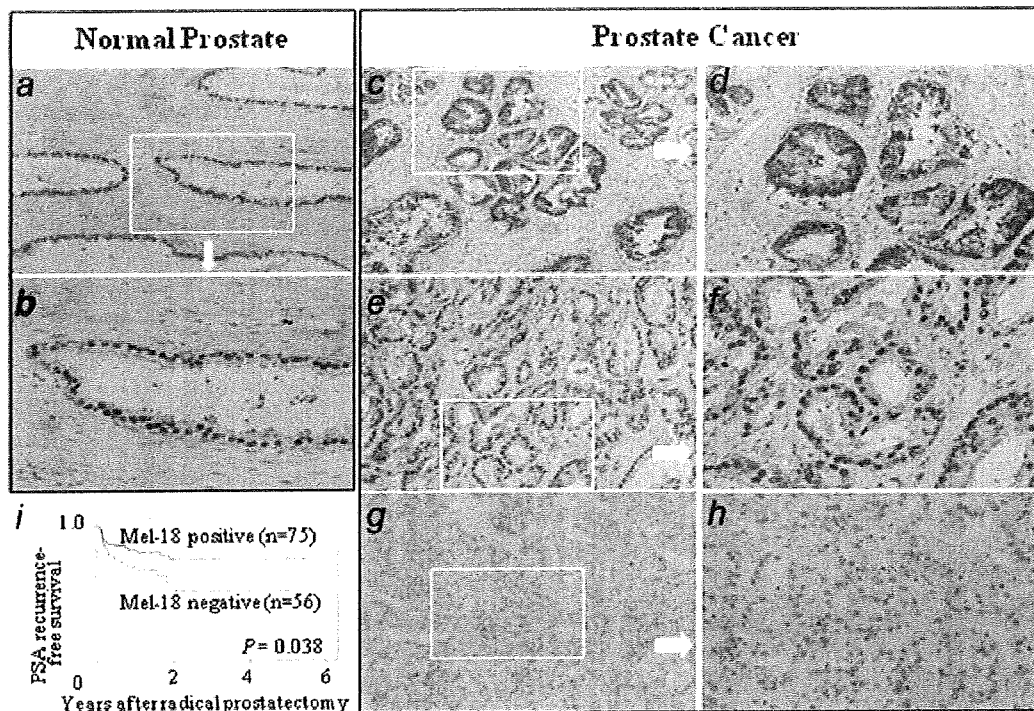 Normal Prostate
Prostate Cancer
a
c
d
b
e
f
i
g
h
1.0
Mel-18 positive (n=75)
Mel-18 negative (n=56)
P = 0.038
PSA recurrence-
free survival
0
2
4
6
Years after radical prostatectomy